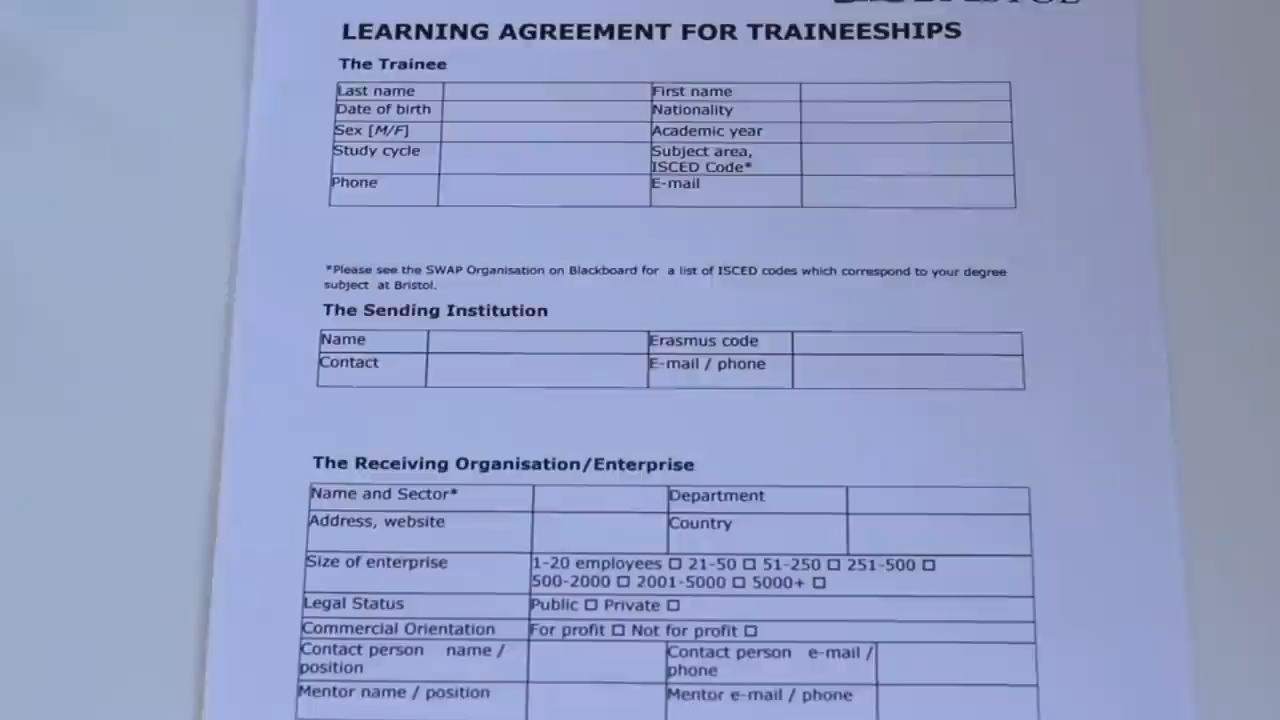 LEARNING AGREEMENT FOR TRAINEESHIPS
The Trainee
Last name First name
Date of birth Nationality
Sex [M/F] Academic year
Study cycle Subject area,
ISCED Code*
Phone E-mail
*Please see the SWAP Organisation on Blackboard for a list of ISCED codes which correspond to your degree
subject at Bristol.
The Sending Institution
Name Erasmus code
Contact E-mail / phone
The Receiving Organisation/Enterprise
Name and Sector* Department
Address, website Country
Size of enterprise 1-20 employees ☐ 21-50 ☐ 51-250 ☐ 251-500 ☐
500-2000 ☐ 2001-5000 ☐ 5000+ ☐
Legal Status Public ☐ Private ☐
Commercial Orientation For profit ☐ Not for profit ☐
Contact person name / Contact person e-mail /
position phone
Mentor name / position Mentor e-mail / phone